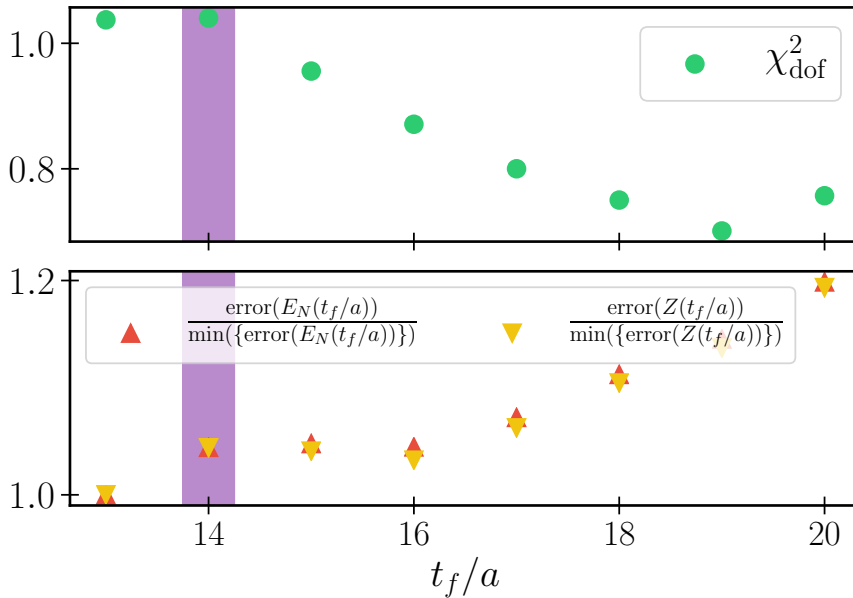 1.0
0.8
χ²_dof
1.2
1.0
error(E_N(t_f/a))
min({error(E_N(t_f/a))})
error(Z(t_f/a))
min({error(Z(t_f/a))})
14 16 18 20
t_f/a